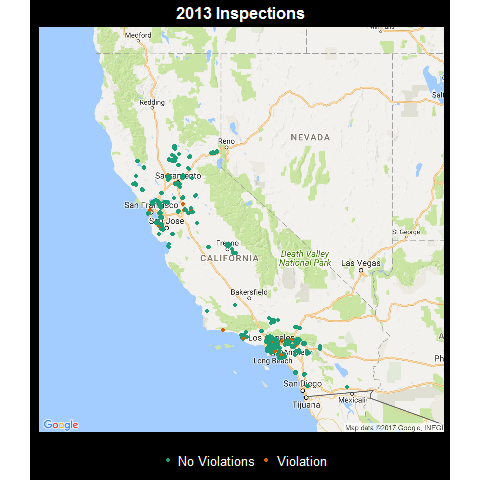 2013 Inspections
Medford
Redding
Reno
NEVADA
Sacramento
San Francisco
San Jose
St. George
Fresno
Death Valley
National Park
CALIFORNIA
Las Vegas
Bakersfield
Los Angeles
Long Beach
San Diego
Tijuana
Mexicali
Google
Map data ©2017 Google, INEGI
No Violations
Violation